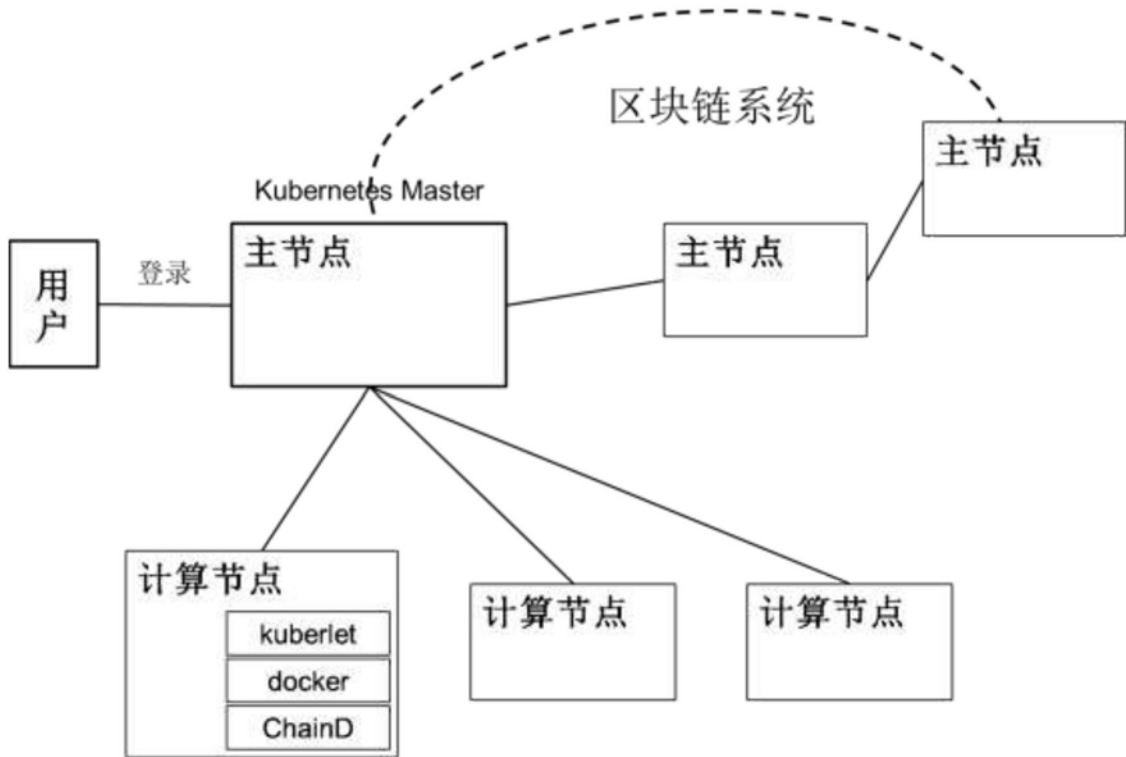 区块链系统
主节点
Kubernetes Master
主节点
主节点
用
户
登录
计算节点
kuberlet
docker
ChainD
计算节点
计算节点